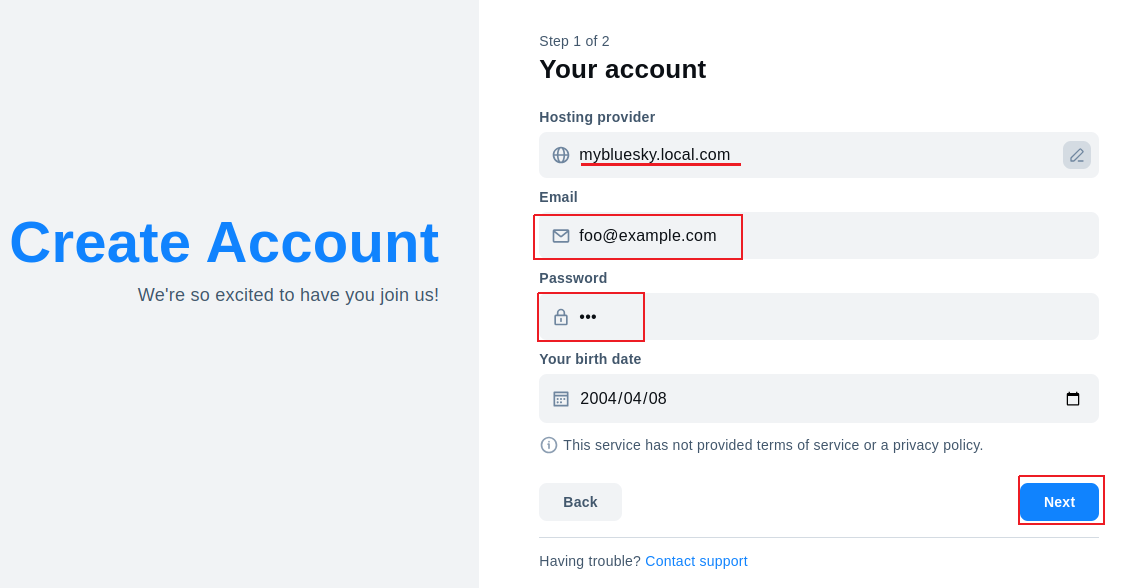 Create Account
We're so excited to have you join us!
Step 1 of 2
Your account
Hosting provider
mybluesky.local.com
Email
foo@example.com
Password
•••
Your birth date
2004/04/08
This service has not provided terms of service or a privacy policy.
Back
Next
Having trouble? Contact support